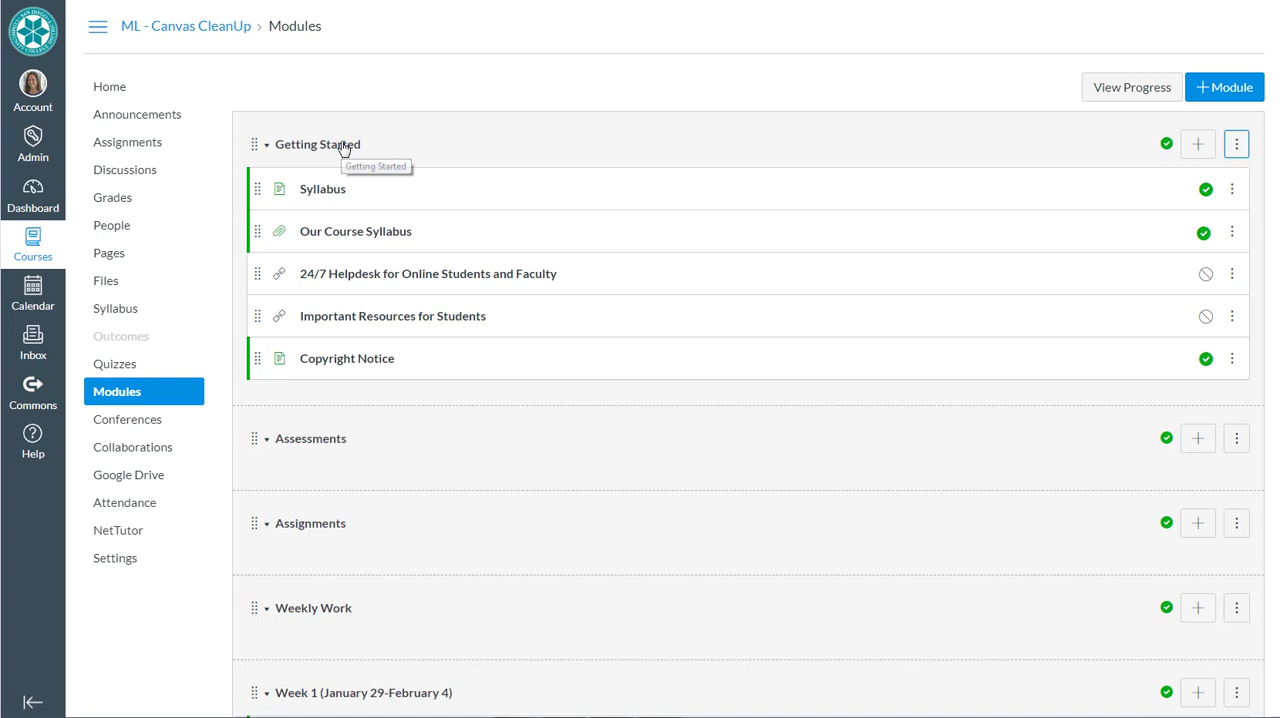 ML - Canvas CleanUp › Modules
Account
Admin
Dashboard
Courses
Calendar
Inbox
Commons
Help
Home
Announcements
Assignments
Discussions
Grades
People
Pages
Files
Syllabus
Outcomes
Quizzes
Modules
Conferences
Collaborations
Google Drive
Attendance
NetTutor
Settings
View Progress
+ Module
Getting Started
Getting Started
Syllabus
Our Course Syllabus
24/7 Helpdesk for Online Students and Faculty
Important Resources for Students
Copyright Notice
Assessments
Assignments
Weekly Work
Week 1 (January 29-February 4)